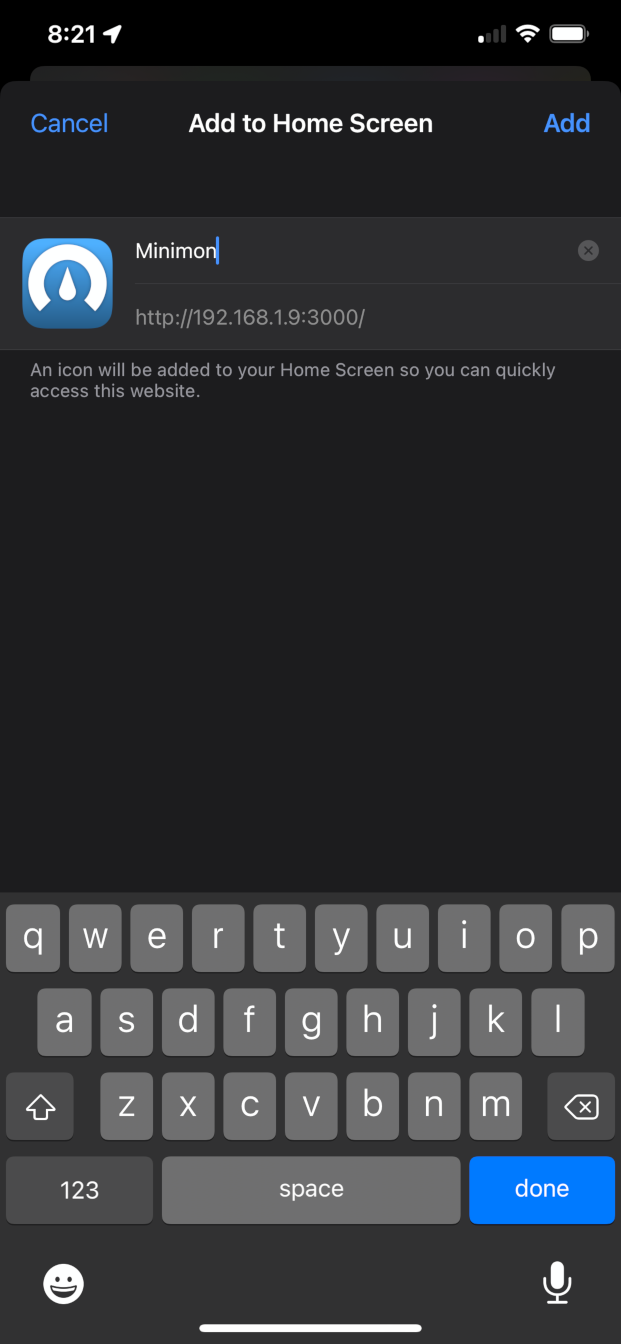 8:21
Cancel Add to Home Screen Add
Minimon
http://192.168.1.9:3000/
An icon will be added to your Home Screen so you can quickly
access this website.
q w e r t y u i o p
a s d f g h j k l
z x c v b n m
123 space done